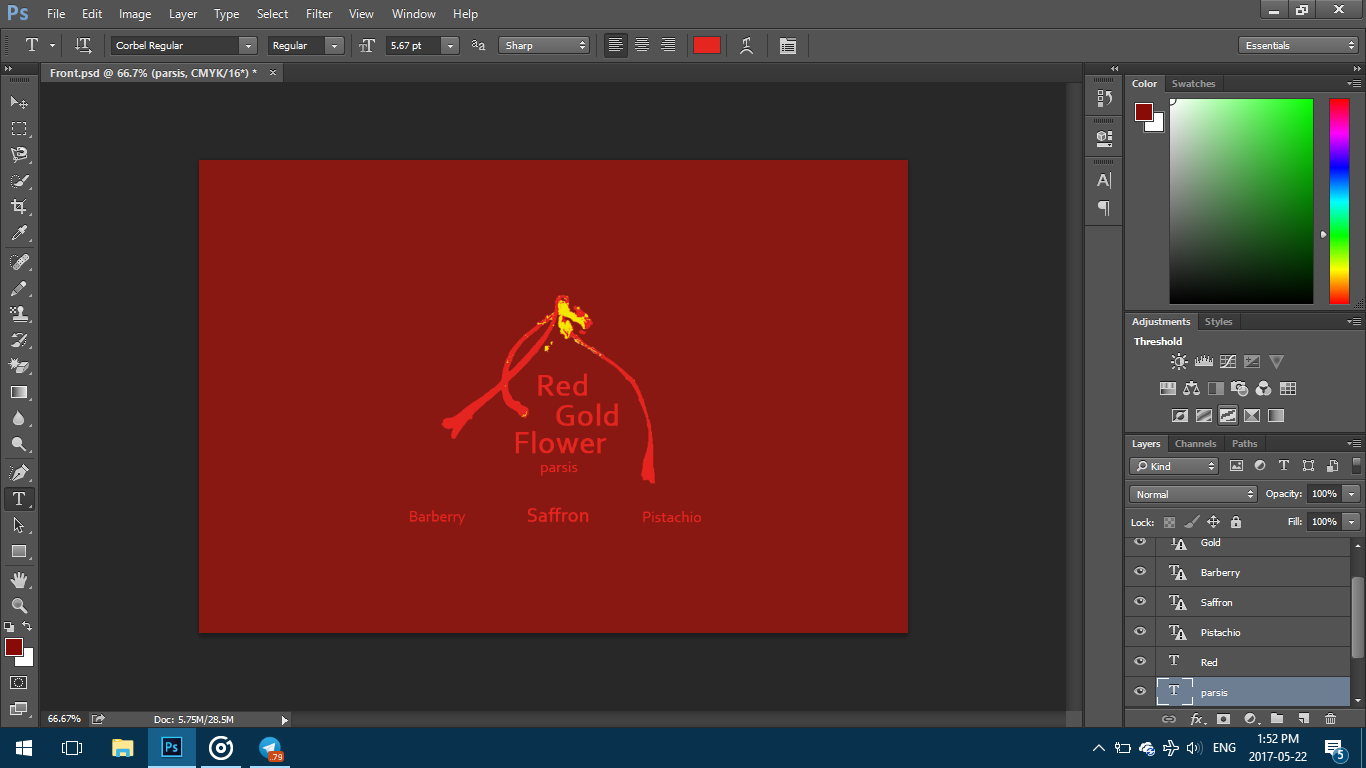 Ps File Edit Image Layer Type Select Filter View Window Help
T Corbel Regular Regular 5.67 pt Sharp Essentials
Front.psd @ 66.7% (parsis, CMYK/16*) * ×
Color Swatches
Adjustments Styles
Threshold
Red
Gold
Flower
parsis
Barberry Saffron Pistachio
Layers Channels Paths
Kind
Normal Opacity: 100%
Lock: Fill: 100%
Gold
Barberry
Saffron
Pistachio
Red
parsis
66.67% Doc: 5.75M/28.5M
fx
Ps .79 ENG 1:52 PM
2017-05-22 5